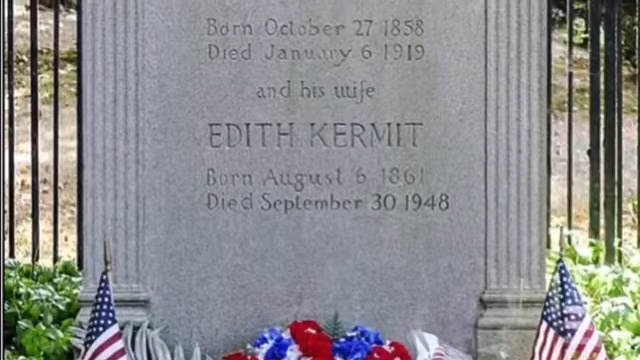 Born October 27 1858
Died January 6 1919
and his wife
EDITH KERMIT
Born August 6 1861
Died September 30 1948